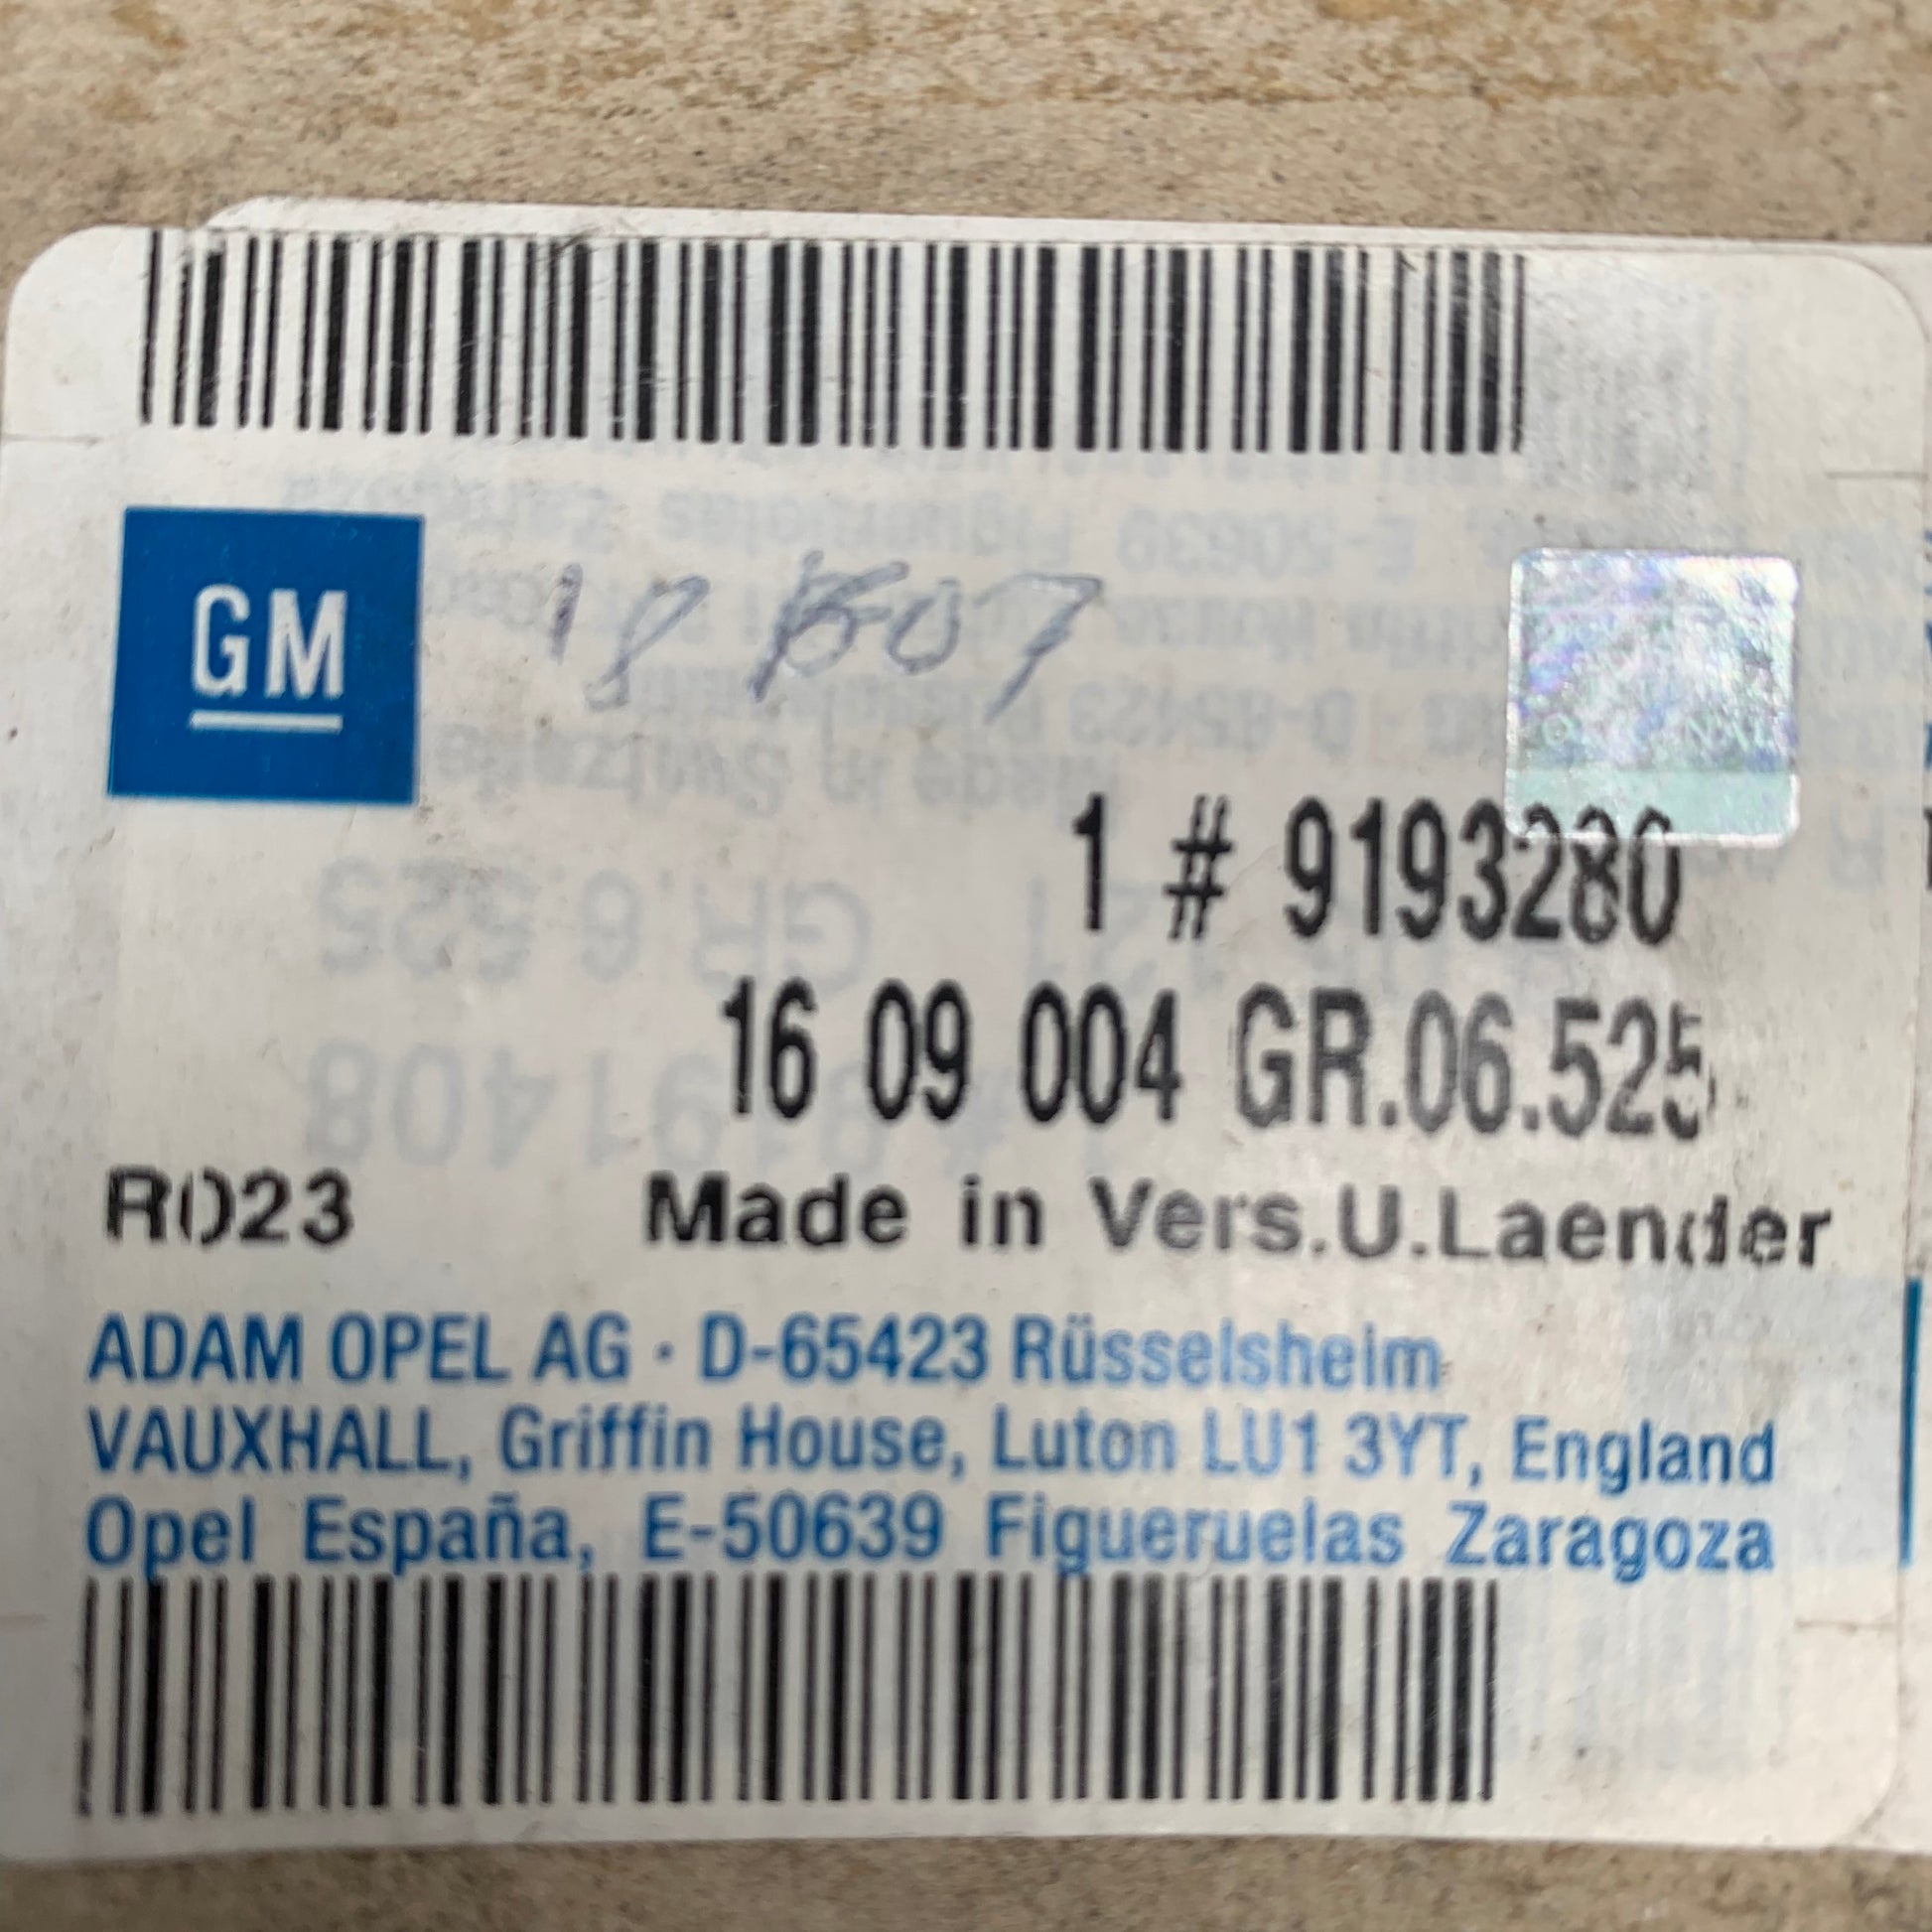 GM
1 # 9193280
16 09 004 GR.06.525
R023 Made in Vers.U.Laender
ADAM OPEL AG · D-65423 Rüsselsheim
VAUXHALL, Griffin House, Luton LU1 3YT, England
Opel España, E-50639 Figueruelas Zaragoza